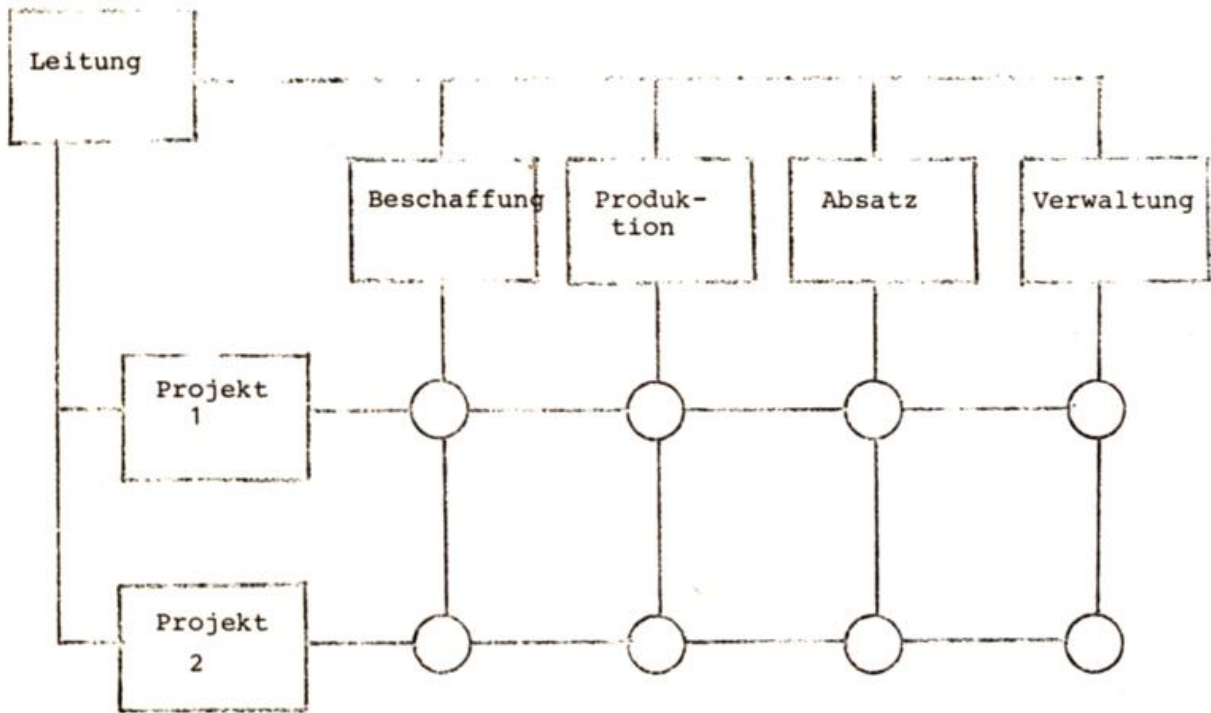 Leitung
Beschaffung
Produk-
tion
Absatz
Verwaltung
Projekt
1
Projekt
2